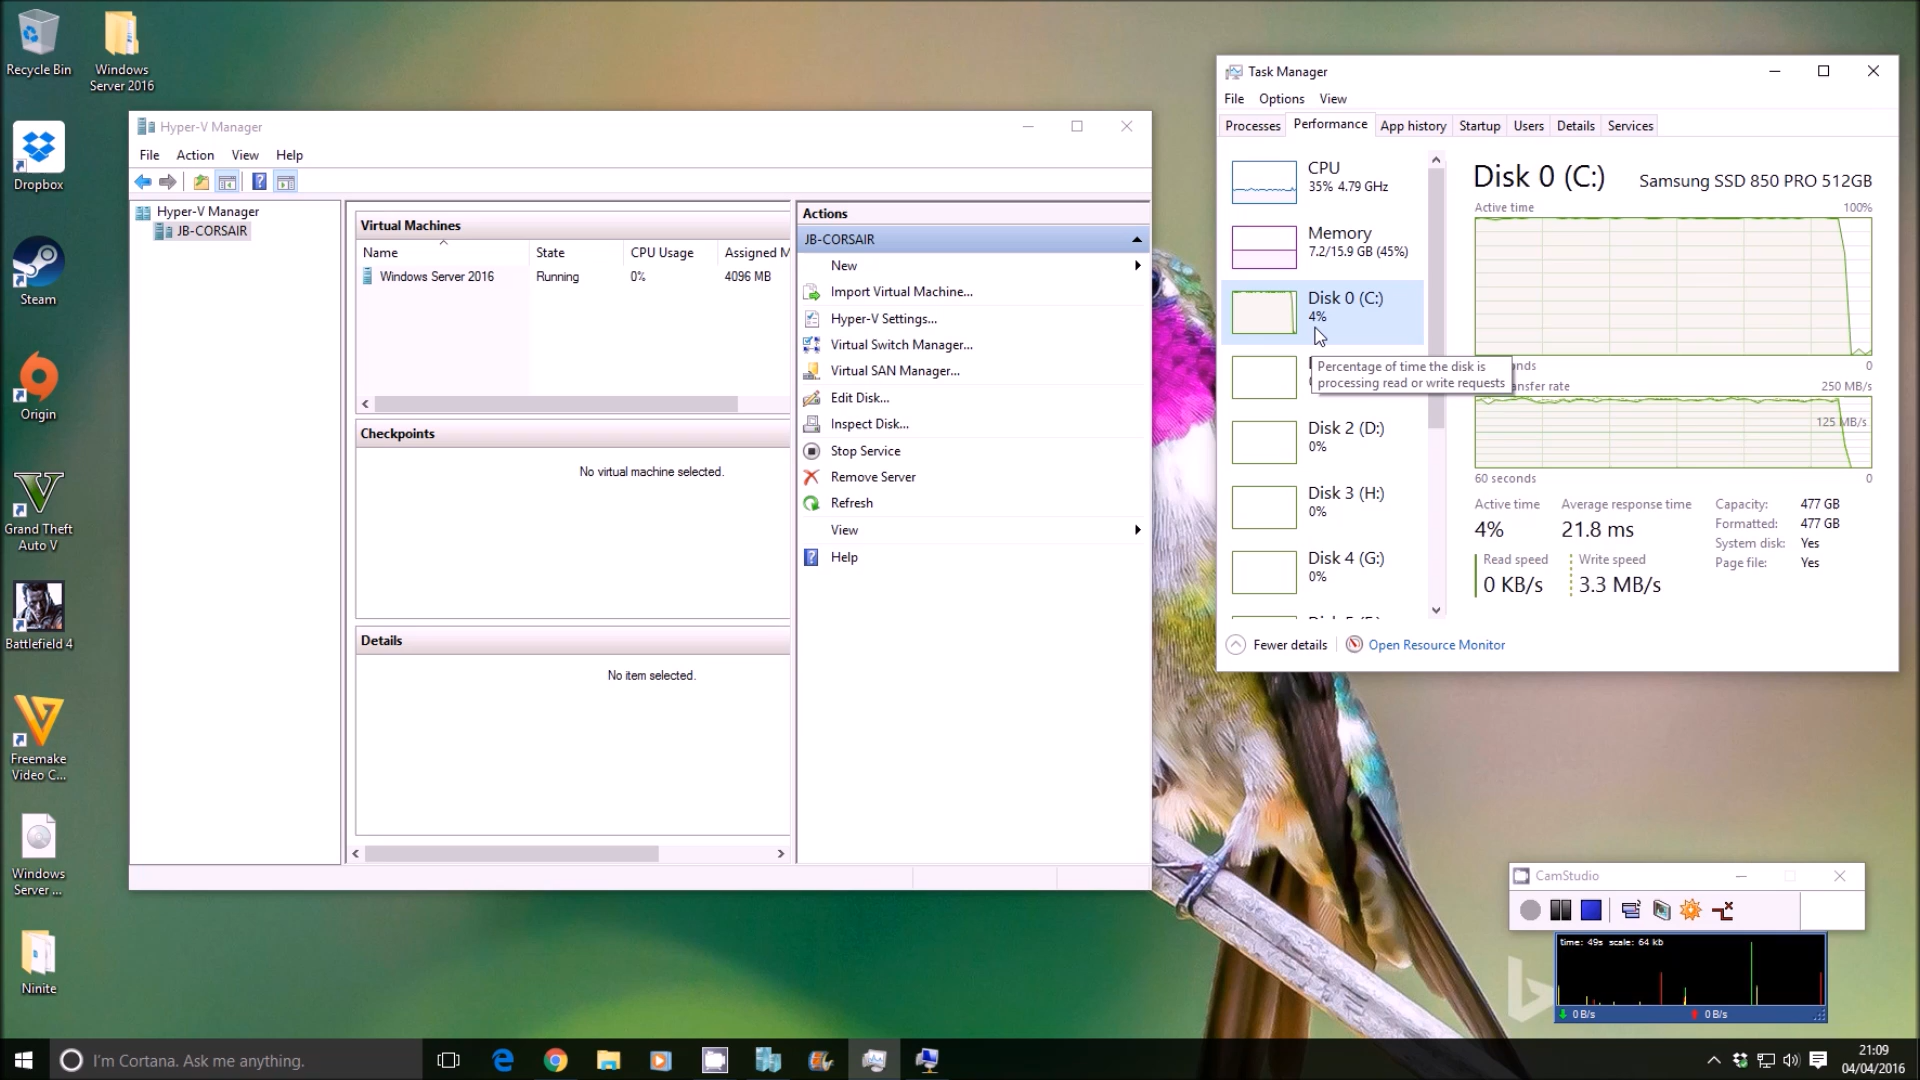 Recycle Bin
Windows
Server 2016
Dropbox
Steam
Origin
Grand Theft
Auto V
Battlefield 4
Freemake
Video C...
Windows
Server ...
Ninite
Hyper-V Manager
File Action View Help
Hyper-V Manager
JB-CORSAIR
Virtual Machines
Name State CPU Usage Assigned M
Windows Server 2016 Running 0% 4096 MB
Checkpoints
No virtual machine selected.
Details
No item selected.
Actions
JB-CORSAIR
New
Import Virtual Machine...
Hyper-V Settings...
Virtual Switch Manager...
Virtual SAN Manager...
Edit Disk...
Inspect Disk...
Stop Service
Remove Server
Refresh
View
Help
Task Manager
File Options View
Processes Performance App history Startup Users Details Services
CPU
35% 4.79 GHz
Memory
7.2/15.9 GB (45%)
Disk 0 (C:)
4%
Percentage of time the disk is
processing read or write requests
Disk 2 (D:)
0%
Disk 3 (H:)
0%
Disk 4 (G:)
0%
Disk 0 (C:) Samsung SSD 850 PRO 512GB
Active time 100%
onds 0
ansfer rate 250 MB/s
125 MB/s
60 seconds 0
Active time Average response time
4% 21.8 ms
Read speed Write speed
0 KB/s 3.3 MB/s
Capacity: 477 GB
Formatted: 477 GB
System disk: Yes
Page file: Yes
Fewer details Open Resource Monitor
CamStudio
time: 49s scale: 64 kb
0 B/s 0 B/s
I'm Cortana. Ask me anything.
21:09
04/04/2016